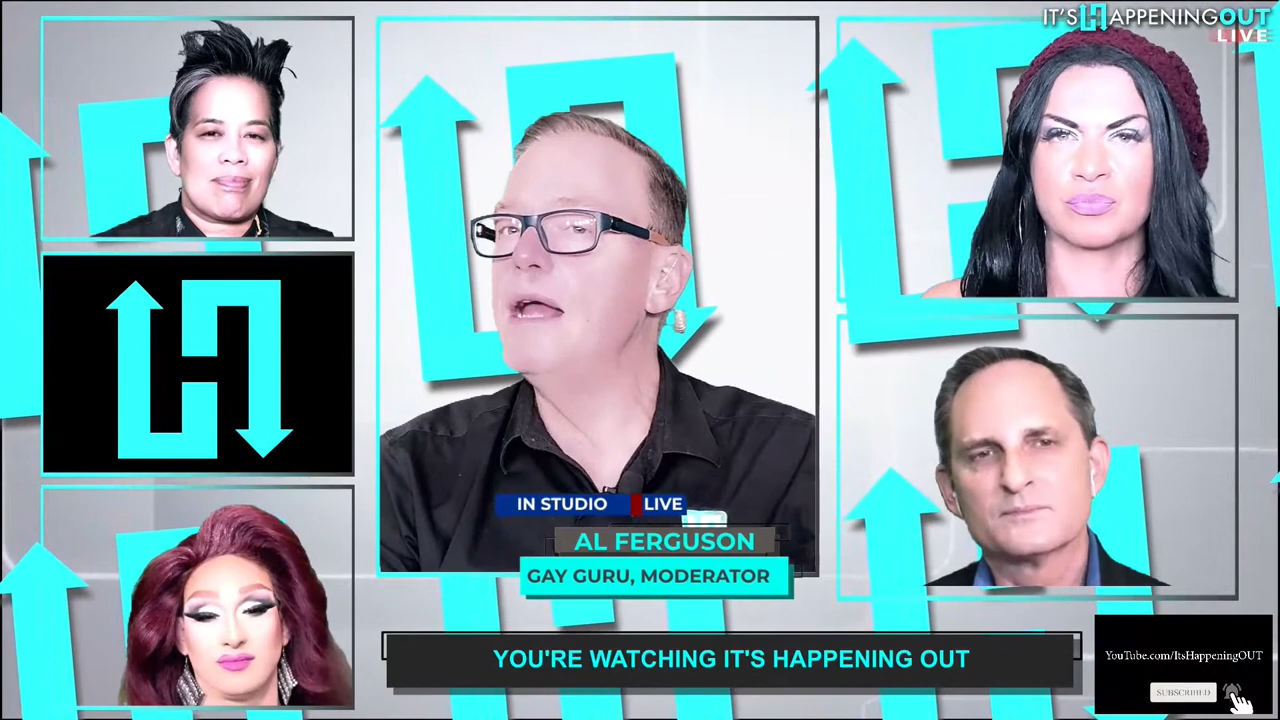 IT'S HAPPENINGOUT
LIVE
IN STUDIO LIVE
AL FERGUSON
GAY GURU, MODERATOR
YOU'RE WATCHING IT'S HAPPENING OUT
YouTube.com/ItsHappeningOUT
SUBSCRIBED